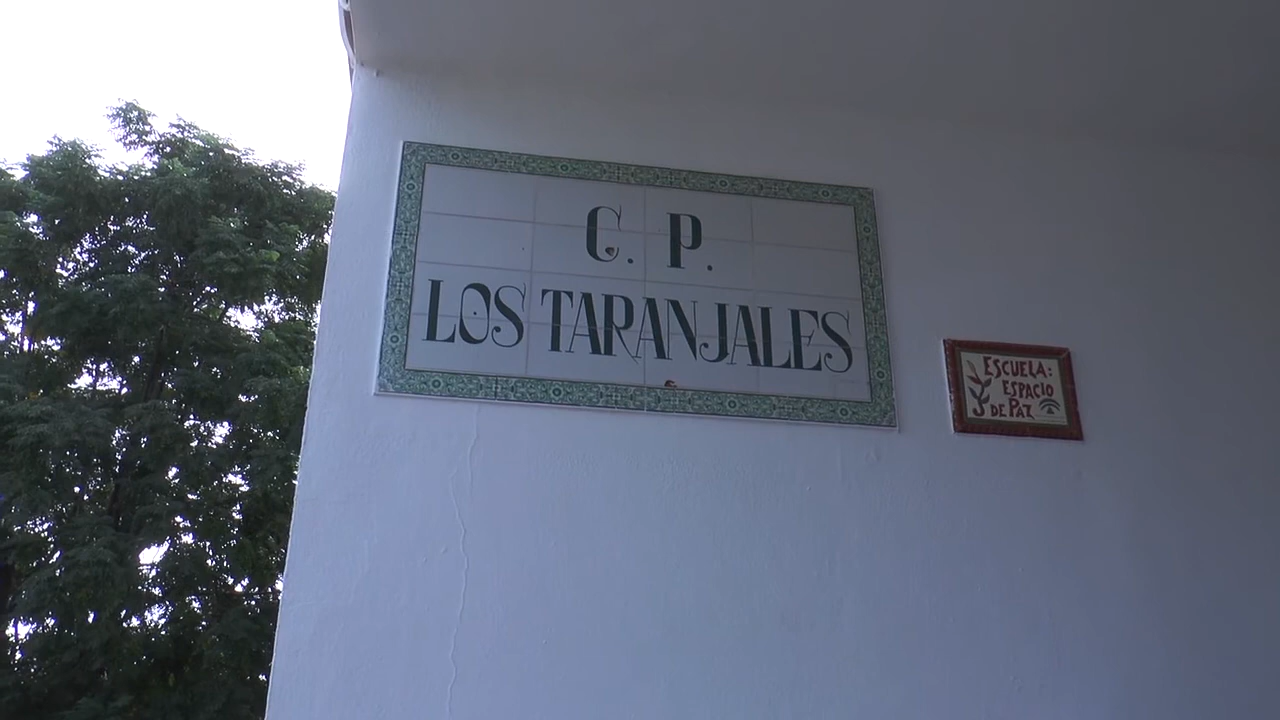 C. P.
LOS TARANJALES
ESCUELA:
ESPACIO
DE PAZ